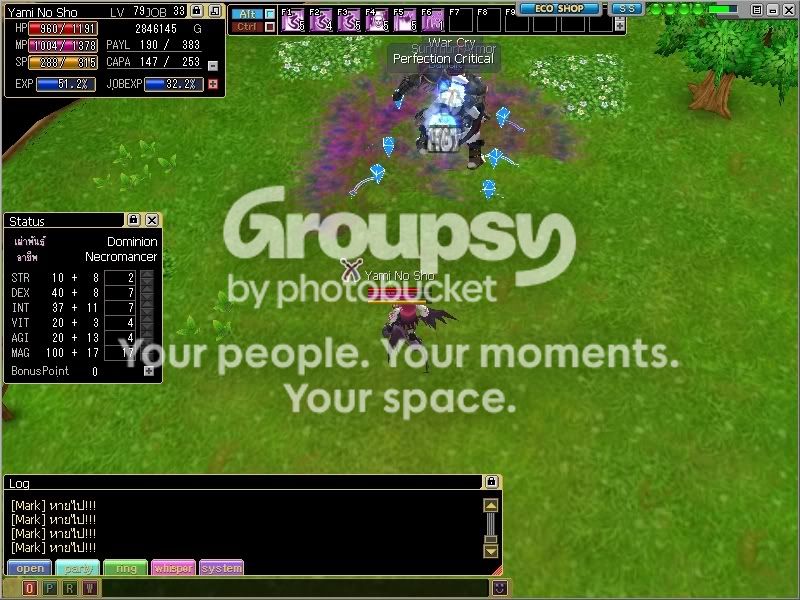 Yami No Sho LV 79 JOB 33
HP 960/1191 2846145 G
MP 1004/1378 PAYL 190 / 383
SP 288/ 315 CAPA 147 / 253
EXP 51.2% JOBEXP 32.2%
Alt F1 F2 F3 F4 F5 F6 F7 F8 F9
Ctrl
ECO SHOP
S S
War Cry
Summon Armor
Perfection Critical
Status
เผ่าพันธุ์ Dominion
อาชีพ Necromancer
STR 10 + 8 2
DEX 40 + 8 7
INT 37 + 11 7
VIT 20 + 3 4
AGI 20 + 13 4
MAG 100 + 17 17
BonusPoint 0
Groupsy
by photobucket
Yami No Sho
Your people. Your moments.
Your space.
Log
[Mark] หายไป!!!
[Mark] หายไป!!!
[Mark] หายไป!!!
[Mark] หายไป!!!
open party ring whisper system
O P R W